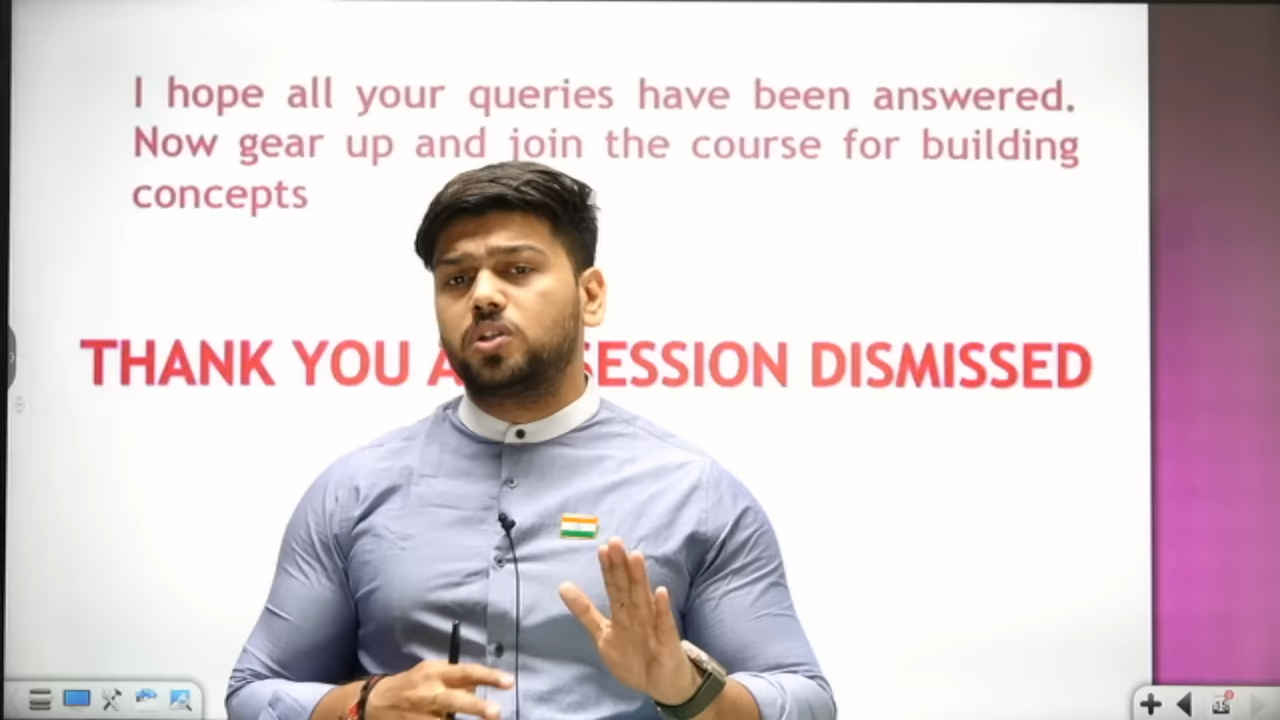 I hope all your queries have been answered.
Now gear up and join the course for building
concepts
THANK YOU SESSION DISMISSED
15